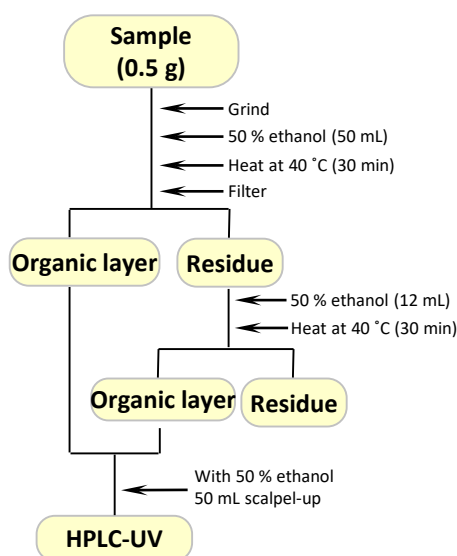 Sample
(0.5 g)
Grind
50 % ethanol (50 mL)
Heat at 40 ˚C (30 min)
Filter
Organic layer
Residue
50 % ethanol (12 mL)
Heat at 40 ˚C (30 min)
Organic layer
Residue
With 50 % ethanol
50 mL scalpel-up
HPLC-UV